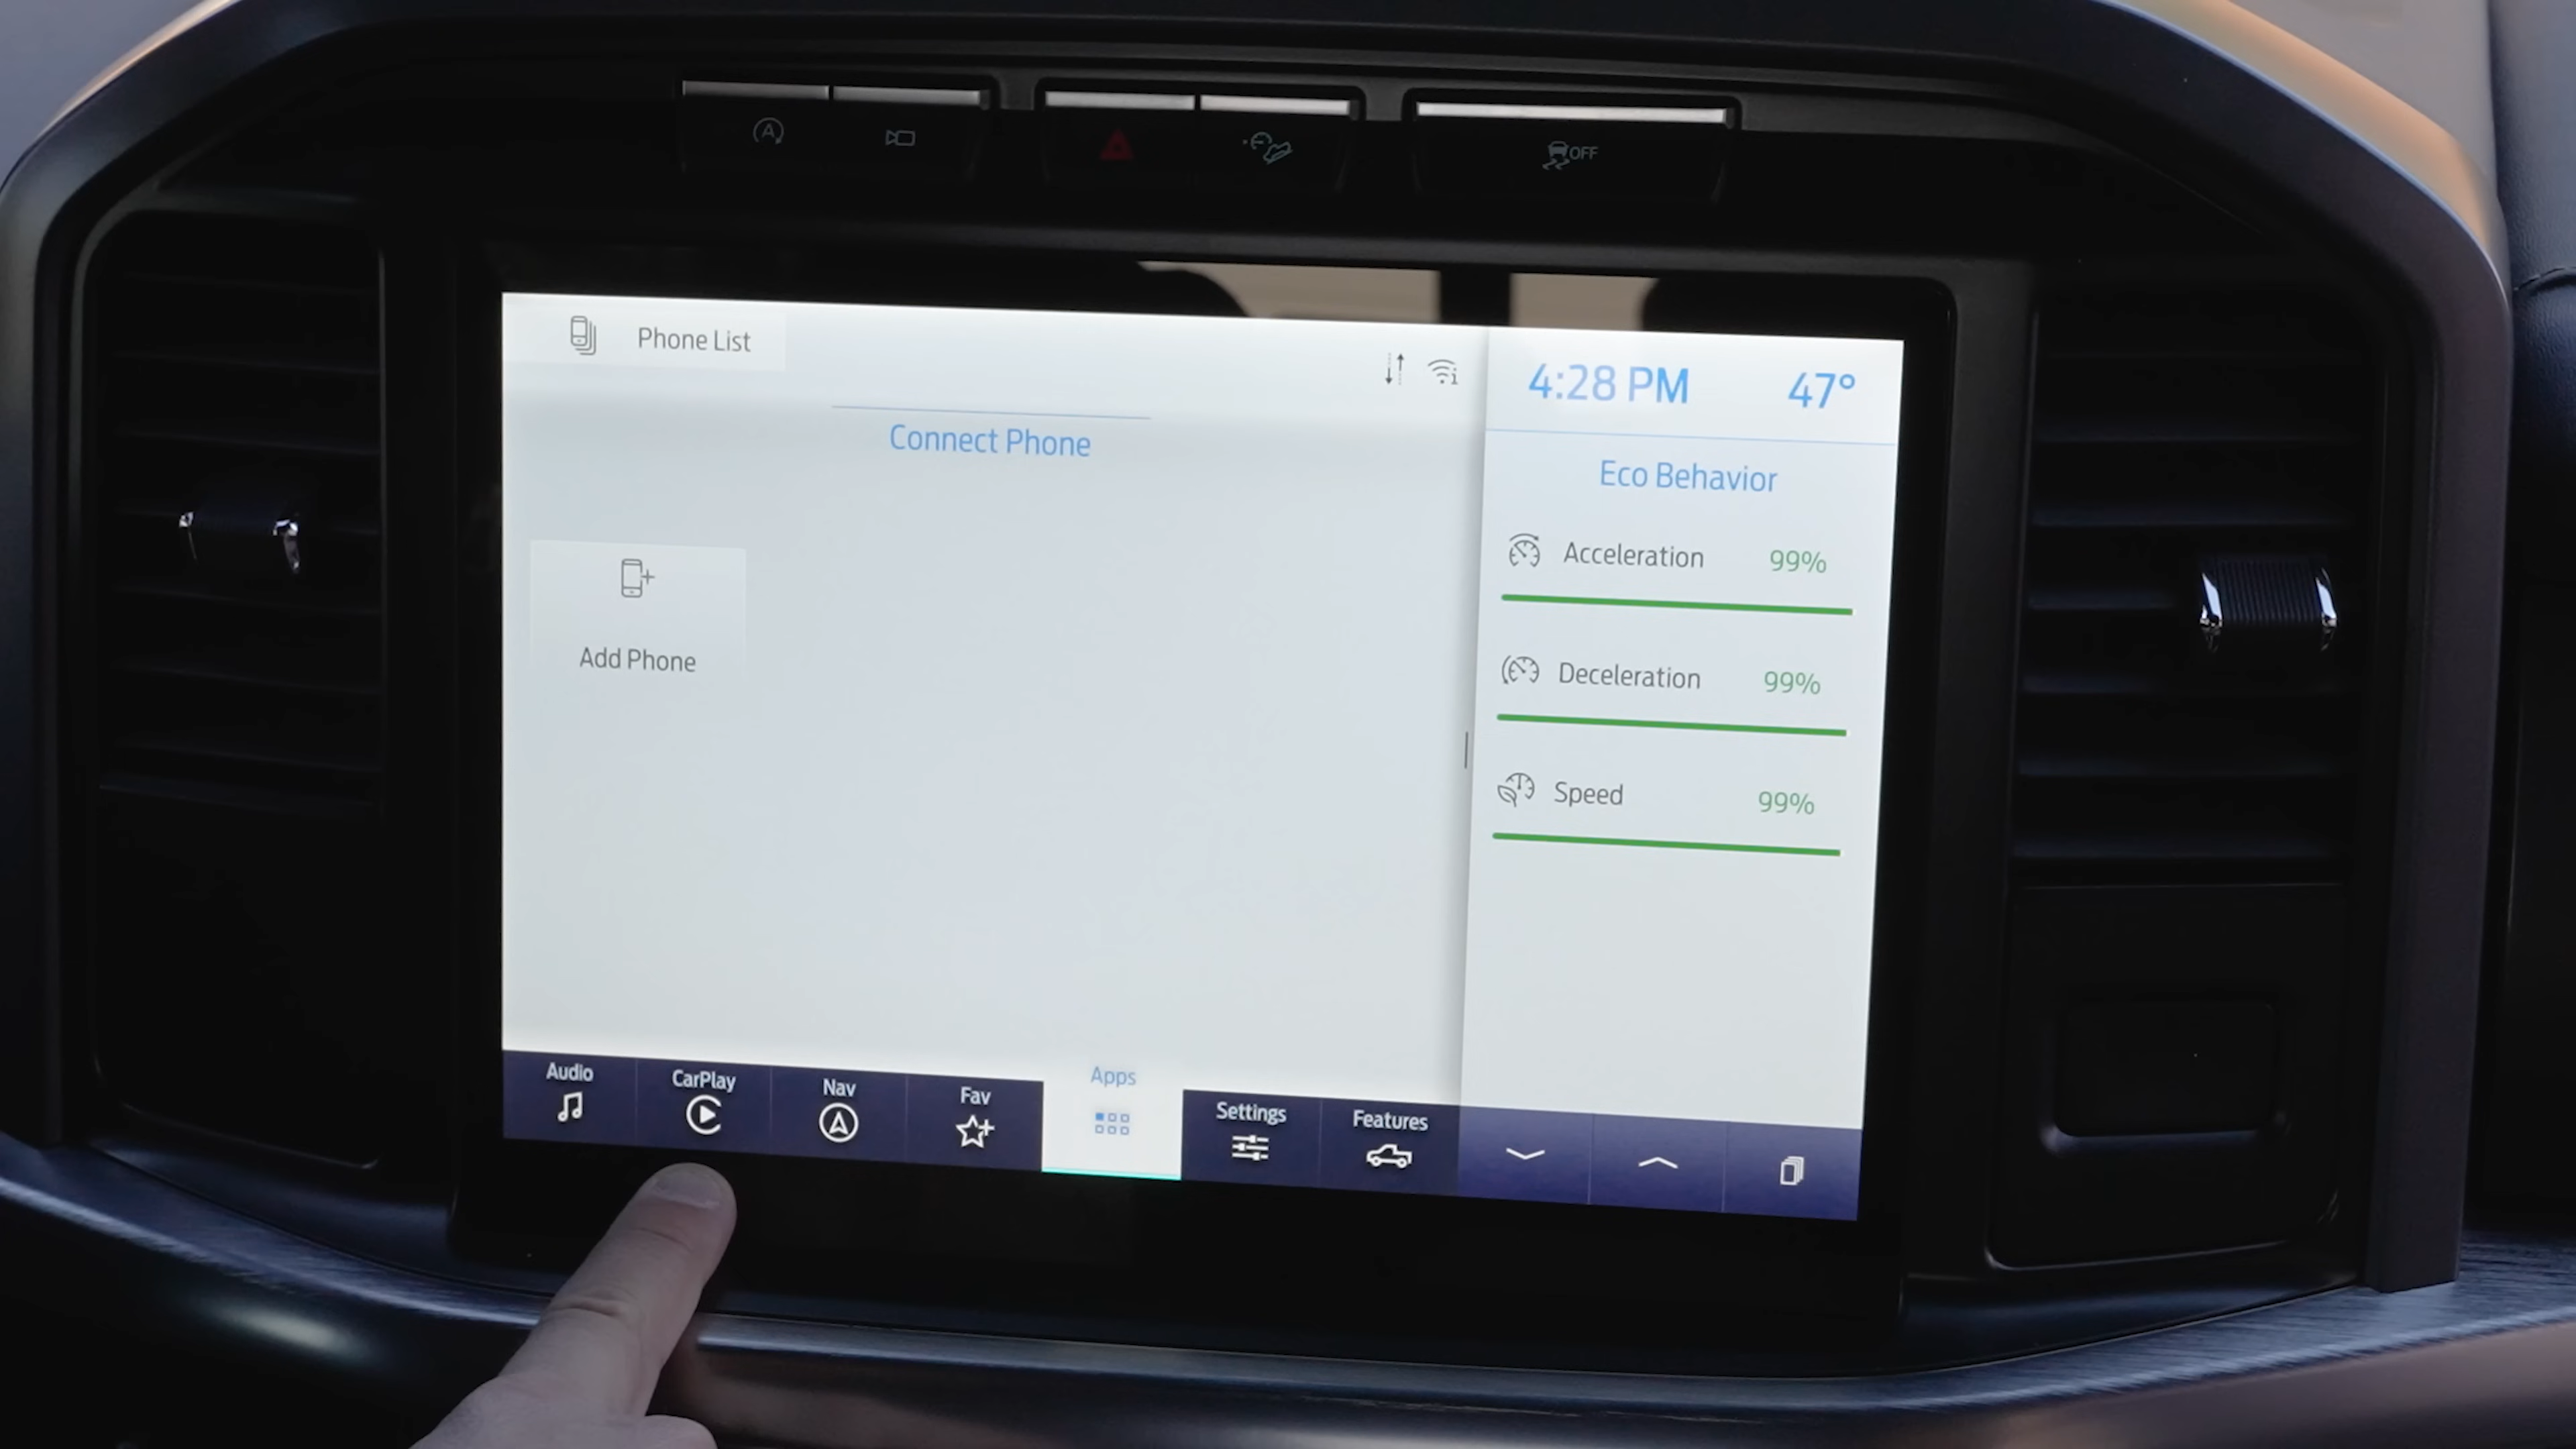 A
OFF
Phone List
4:28 PM 47°
Connect Phone
Eco Behavior
Acceleration 99%
Deceleration 99%
Speed 99%
Add Phone
Audio
CarPlay
Nav
Fav
Apps
Settings
Features